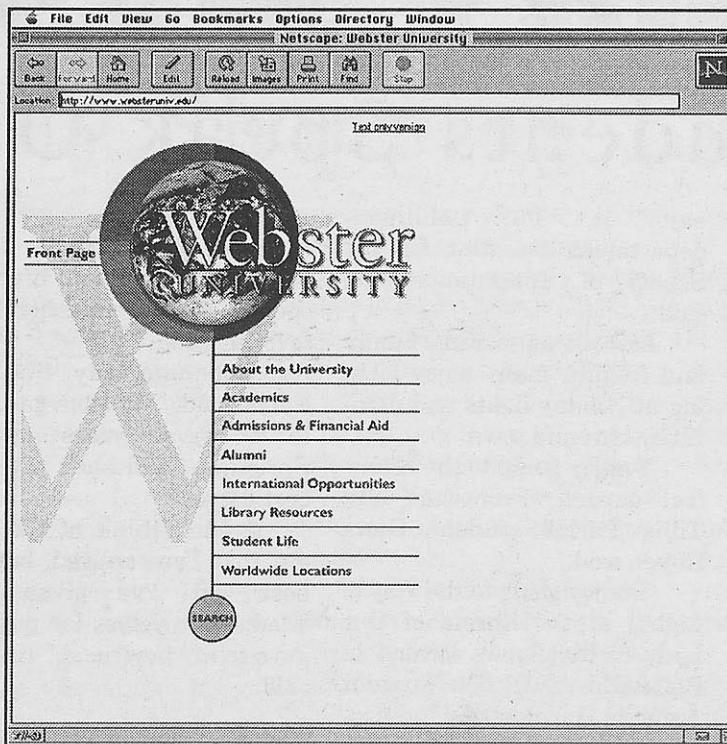 File Edit View Go Bookmarks Options Directory Window
Netscape: Webster University
Back Forward Home Edit Reload Images Print Find Stop
N
Location: http://www.websteruniv.edu/
Text only version
Front Page
Webster
UNIVERSITY
About the University
Academics
Admissions & Financial Aid
Alumni
International Opportunities
Library Resources
Student Life
Worldwide Locations
SEARCH